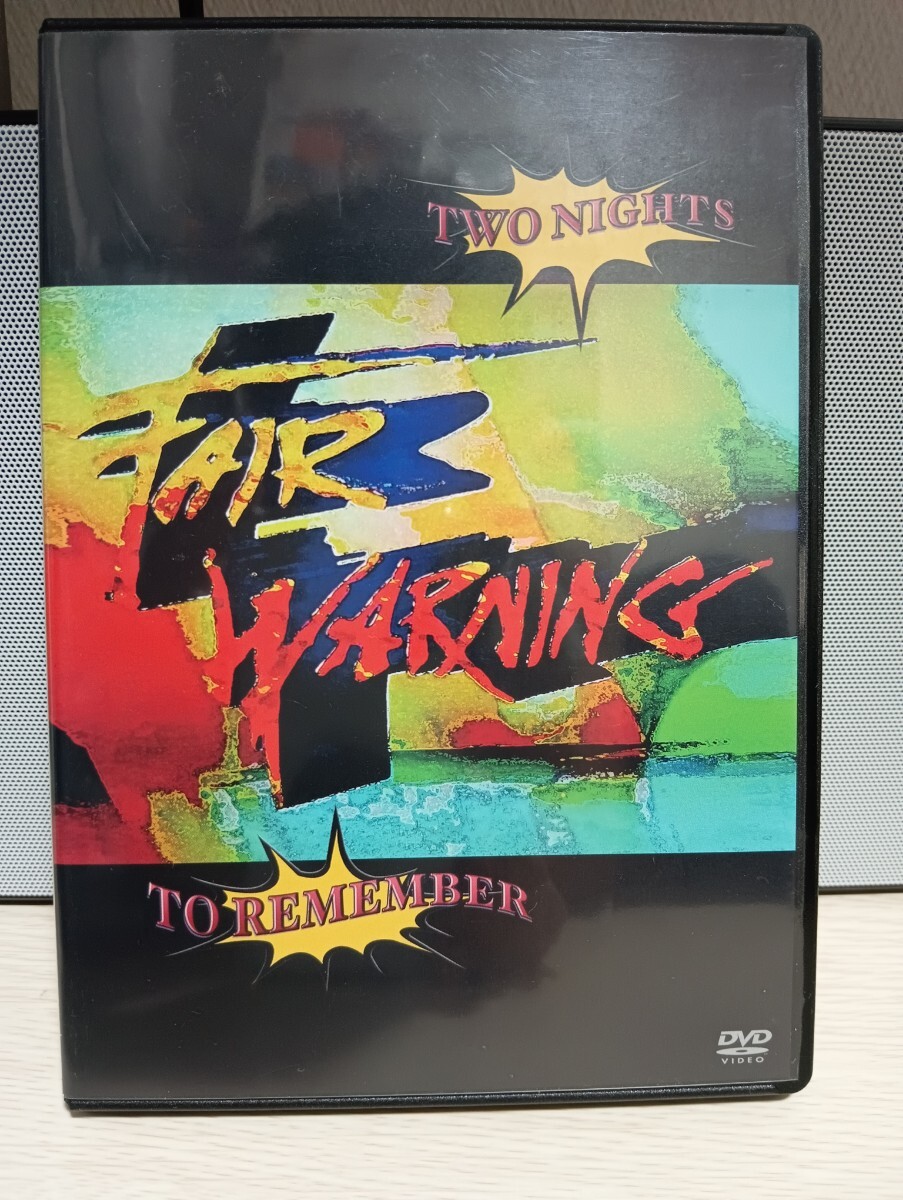 TWO NIGHTS
FAIR
WARNING
TO REMEMBER
DVD
VIDEO